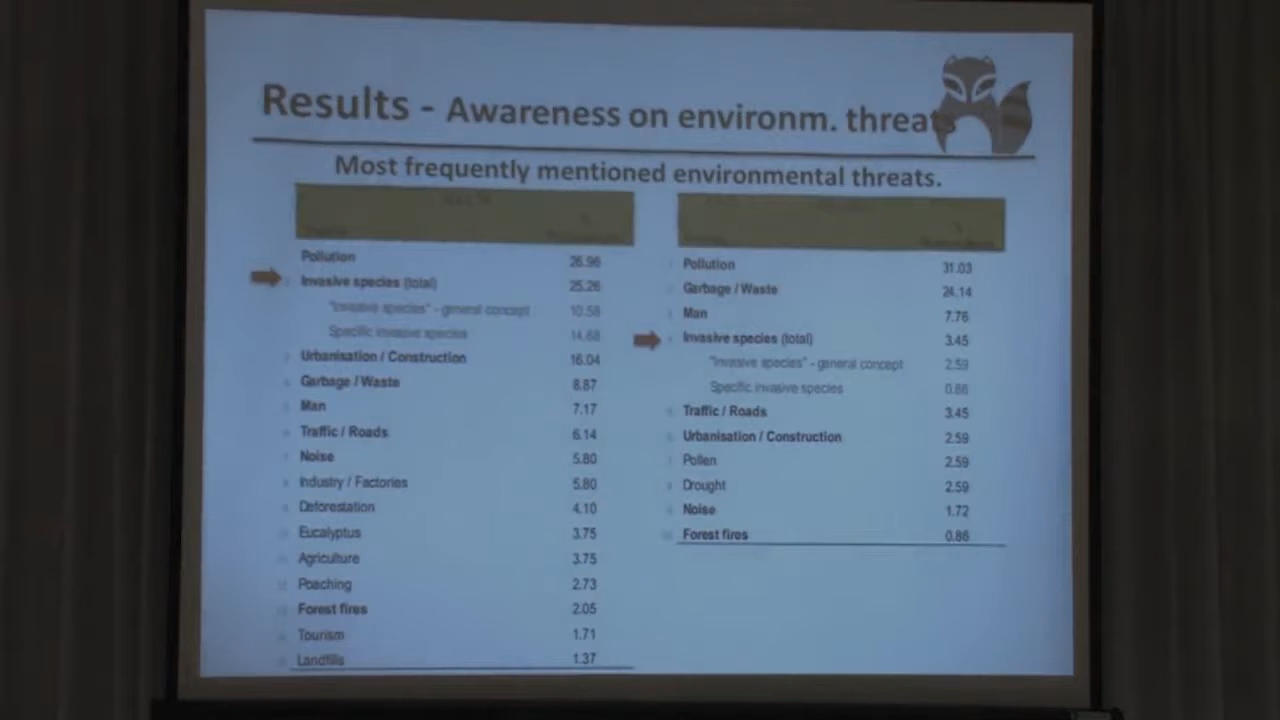 Results - Awareness on environm. threats
Most frequently mentioned environmental threats.
Pollution 26.96
Invasive species (total) 25.26
"Invasive species" - general concept 10.58
Specific invasive species 14.68
Urbanisation / Construction 16.04
Garbage / Waste 8.87
Man 7.17
Traffic / Roads 6.14
Noise 5.80
Industry / Factories 5.80
Deforestation 4.10
Eucalyptus 3.75
Agriculture 3.75
Poaching 2.73
Forest fires 2.05
Tourism 1.71
Landfills 1.37
Pollution 31.03
Garbage / Waste 24.14
Man 7.76
Invasive species (total) 3.45
"Invasive species" - general concept 2.59
Specific invasive species 0.86
Traffic / Roads 3.45
Urbanisation / Construction 2.59
Pollen 2.59
Drought 2.59
Noise 1.72
Forest fires 0.86